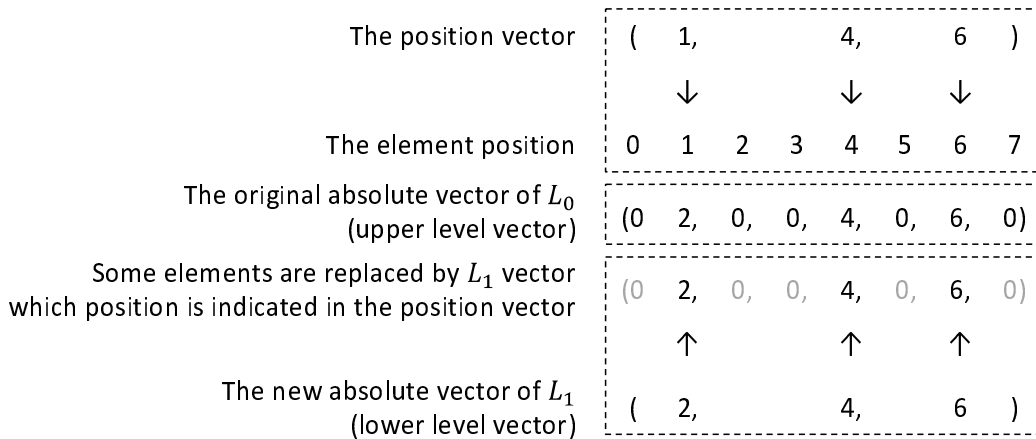 The position vector ( 1, 4, 6 )
↓ ↓ ↓
The element position 0 1 2 3 4 5 6 7
The original absolute vector of L₀
(upper level vector) (0 2, 0, 0, 4, 0, 6, 0)
Some elements are replaced by L₁ vector
which position is indicated in the position vector (0 2, 0, 0, 4, 0, 6, 0)
↑ ↑ ↑
The new absolute vector of L₁
(lower level vector) ( 2, 4, 6 )